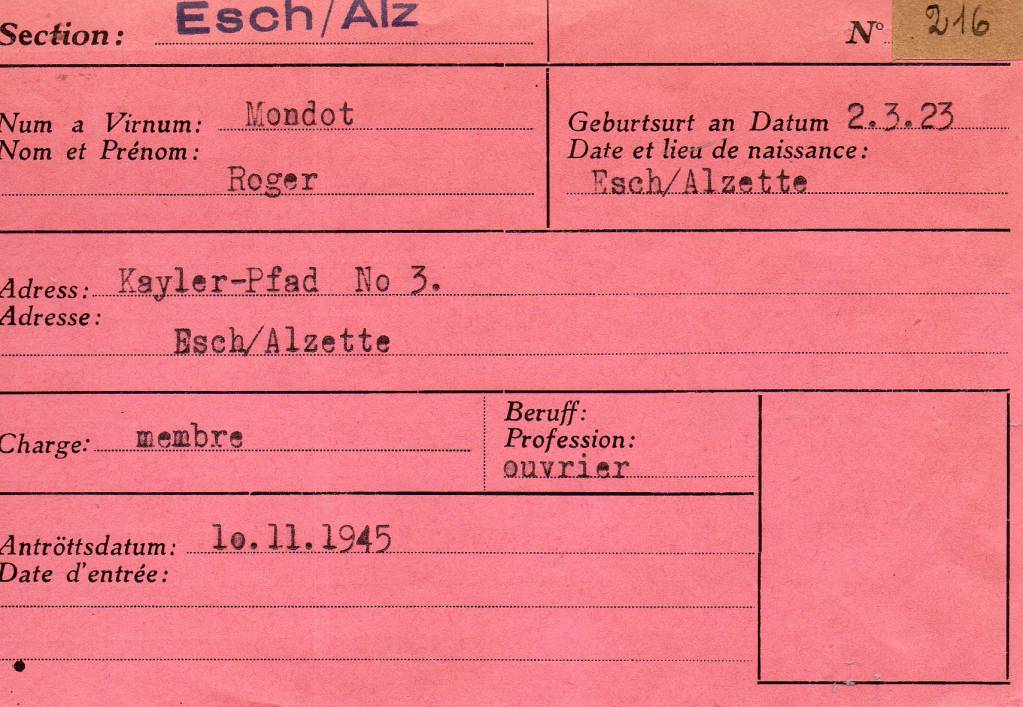 Section: Esch/Alz N° 216
Num a Virnum: Mondot
Nom et Prénom:
Roger
Geburtsurt an Datum 2.3.23
Date et lieu de naissance:
Esch/Alzette
Adress: Kayler-Pfad No 3.
Adresse:
Esch/Alzette
Charge: membre
Beruff:
Profession:
ouvrier
Antröttsdatum: lo.ll.1945
Date d'entrée: